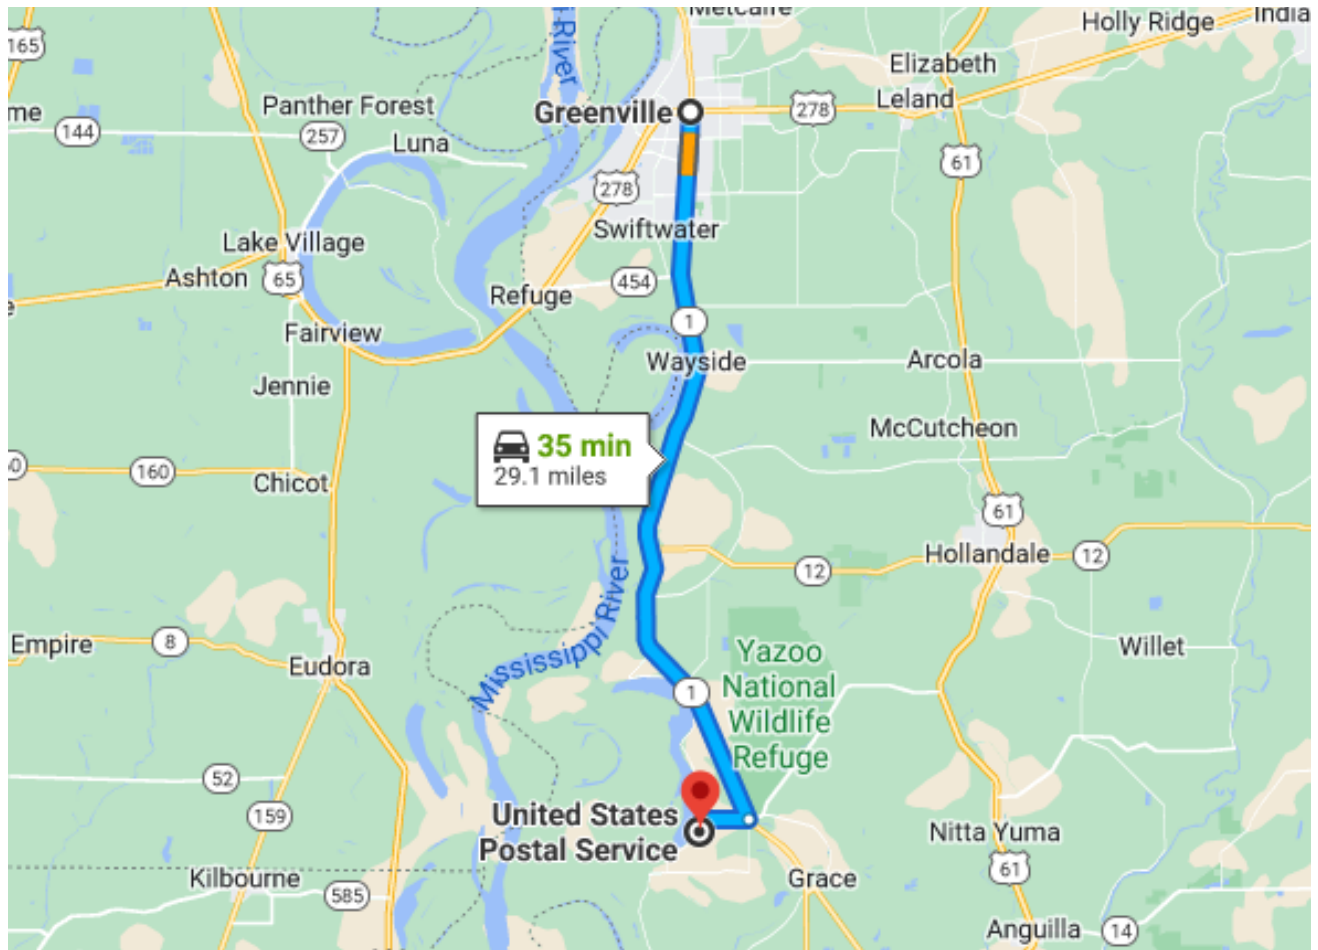 Metcalfe
Holly Ridge
India
165
River
Elizabeth
Leland
Panther Forest
Greenville
278
me
144
257
Luna
61
278
Swiftwater
Lake Village
Ashton
65
454
Refuge
1
Fairview
Wayside
Arcola
Jennie
McCutcheon
35 min
29.1 miles
160
Chicot
61
Hollandale
12
12
Mississippi River
8
Empire
Willet
Eudora
Yazoo
National
Wildlife
Refuge
1
52
159
United States
Postal Service
Nitta Yuma
61
Kilbourne
585
Grace
Anguilla
14